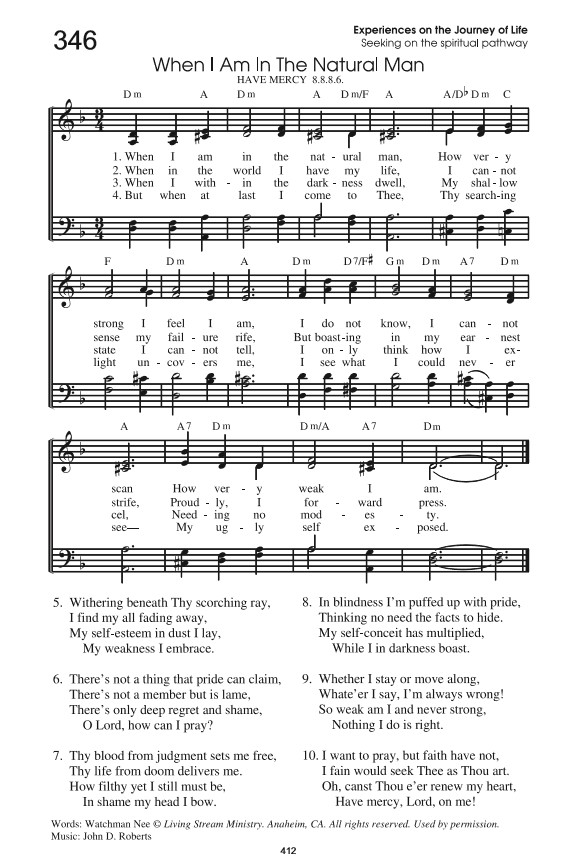 346
Experiences on the Journey of Life
Seeking on the spiritual pathway
When I Am In The Natural Man
HAVE MERCY 8.8.8.6.
Dm A Dm A Dm/F A A/D♭ Dm C
1. When I am in the nat - ural man, How ver - y
2. When in the world I have my life, I can - not
3. When I with - in the dark - ness dwell, My shal - low
4. But when at last I come to Thee, Thy search - ing
F Dm A Dm D7/F♯ Gm Dm A7 Dm
strong I feel I am, I do not know, I can - not
sense my fail - ure rife, But boast - ing in my ear - nest
state I can - not tell, I on - ly think how I ex-
light un - cov - ers me, I see what I could nev - er
A A7 Dm Dm/A A7 Dm
scan How ver - y weak I am.
strife, Proud - ly, I for - ward press.
cel, Need - ing no mod - es - ty.
see— My ug - ly self ex - posed.
5. Withering beneath Thy scorching ray,
I find my all fading away,
My self-esteem in dust I lay,
My weakness I embrace.
6. There's not a thing that pride can claim,
There's not a member but is lame,
There's only deep regret and shame,
O Lord, how can I pray?
7. Thy blood from judgment sets me free,
Thy life from doom delivers me.
How filthy yet I still must be,
In shame my head I bow.
8. In blindness I'm puffed up with pride,
Thinking no need the facts to hide.
My self-conceit has multiplied,
While I in darkness boast.
9. Whether I stay or move along,
Whate'er I say, I'm always wrong!
So weak am I and never strong,
Nothing I do is right.
10. I want to pray, but faith have not,
I fain would seek Thee as Thou art.
Oh, canst Thou e'er renew my heart,
Have mercy, Lord, on me!
Words: Watchman Nee © Living Stream Ministry. Anaheim, CA. All rights reserved. Used by permission.
Music: John D. Roberts
412